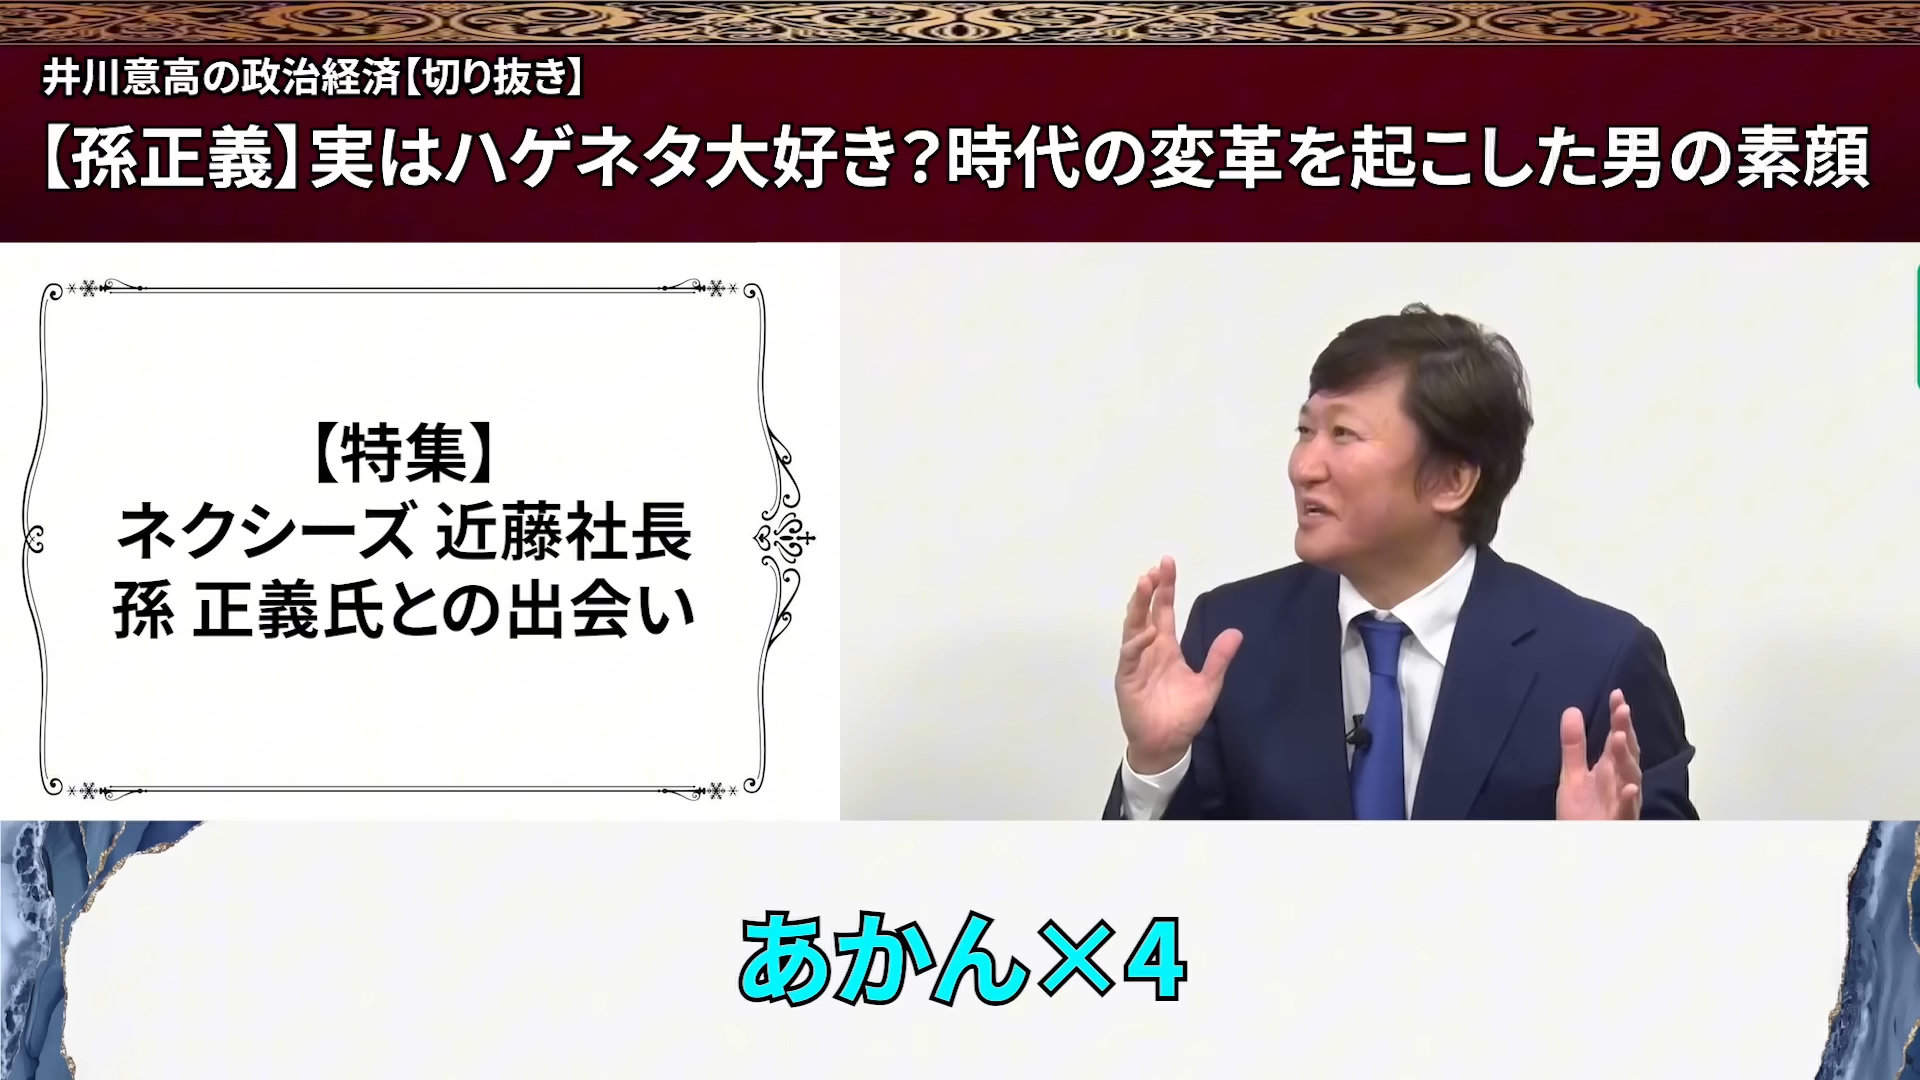 井川意高の政治経済【切り抜き】
【孫正義】実はハゲネタ大好き？時代の変革を起こした男の素顔
【特集】
ネクシーズ 近藤社長
孫 正義氏との出会い
あかん×4